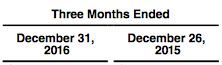 Three Months Ended
December 31, December 26,
2016 2015